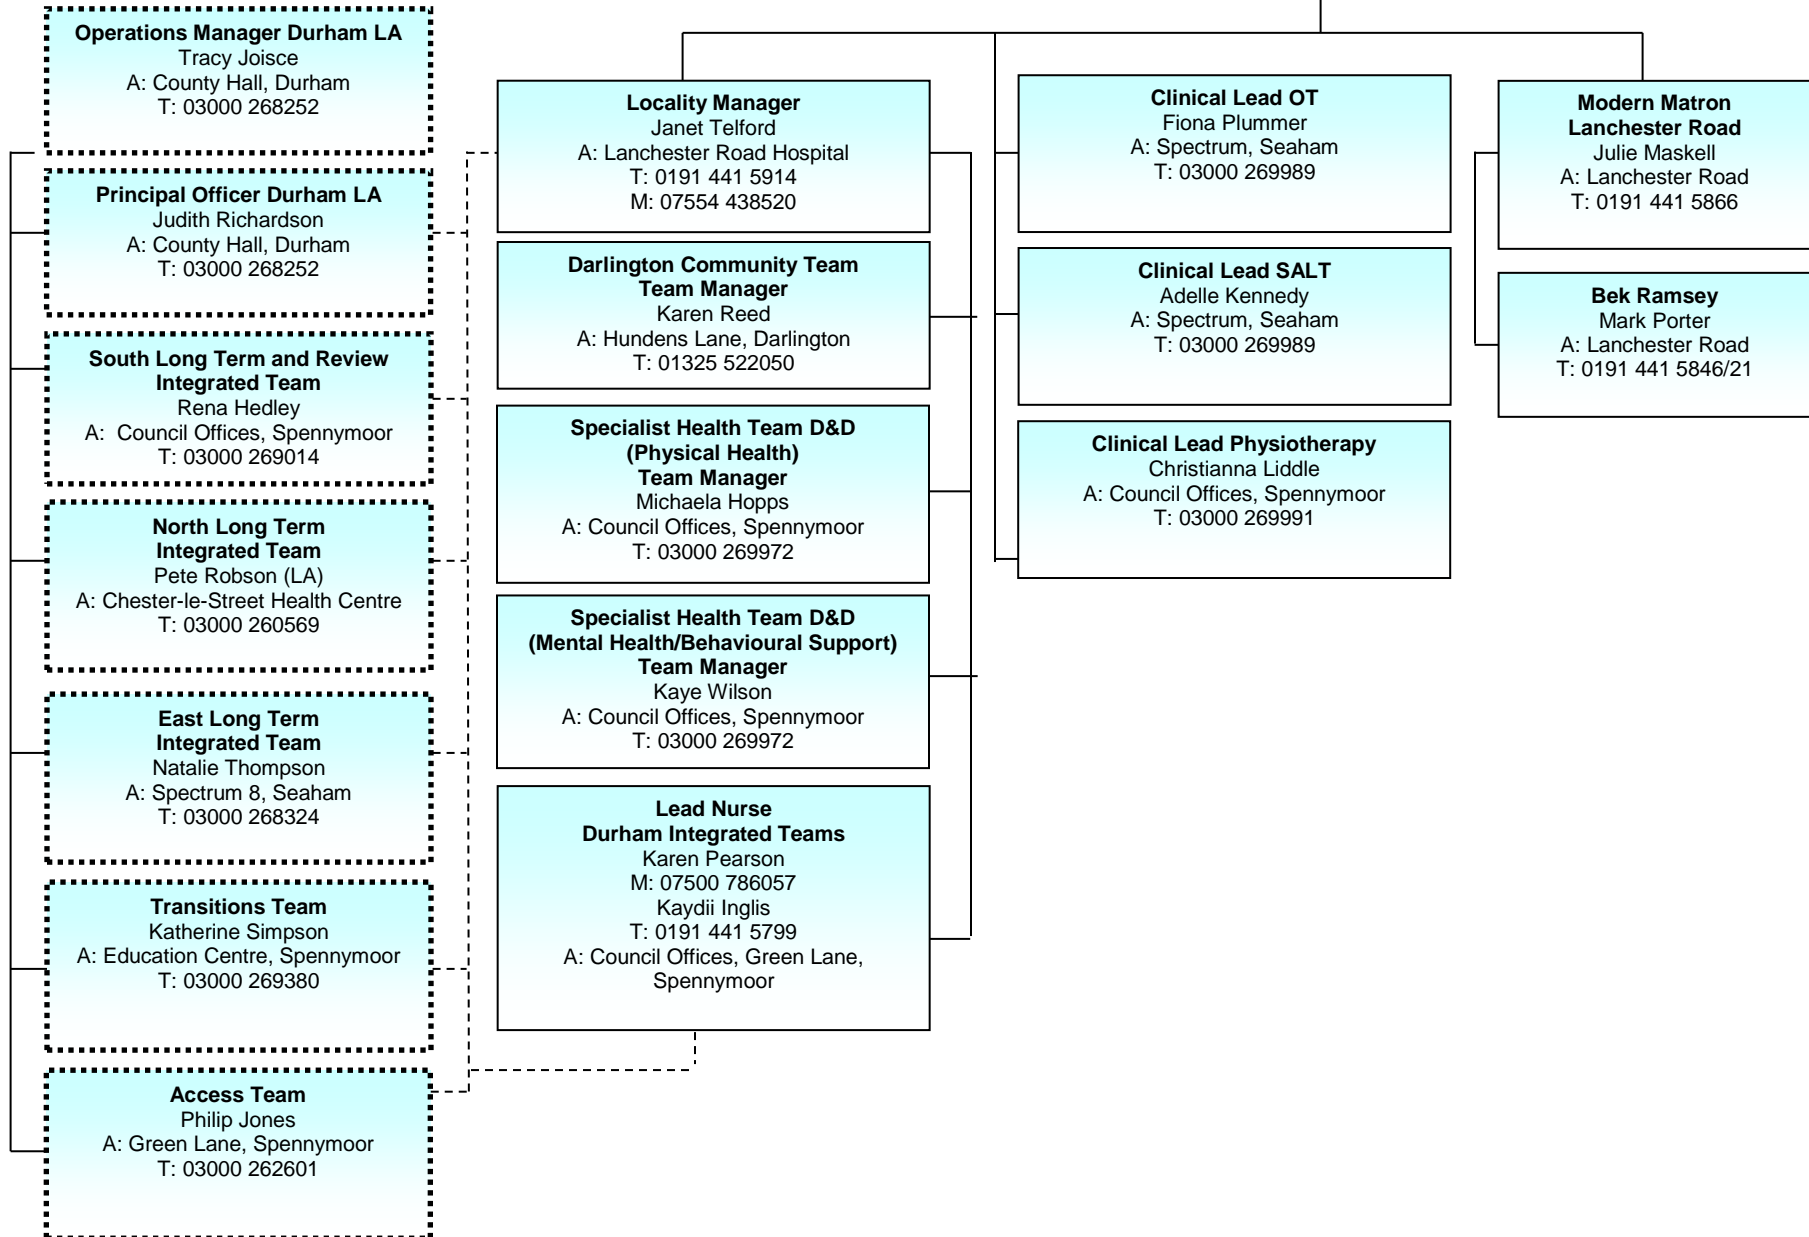 Operations Manager Durham LA
Tracy Joisce
A: County Hall, Durham
T: 03000 268252
Principal Officer Durham LA
Judith Richardson
A: County Hall, Durham
T: 03000 268252
South Long Term and Review
Integrated Team
Rena Hedley
A: Council Offices, Spennymoor
T: 03000 269014
North Long Term
Integrated Team
Pete Robson (LA)
A: Chester-le-Street Health Centre
T: 03000 260569
East Long Term
Integrated Team
Natalie Thompson
A: Spectrum 8, Seaham
T: 03000 268324
Transitions Team
Katherine Simpson
A: Education Centre, Spennymoor
T: 03000 269380
Access Team
Philip Jones
A: Green Lane, Spennymoor
T: 03000 262601
Locality Manager
Janet Telford
A: Lanchester Road Hospital
T: 0191 441 5914
M: 07554 438520
Darlington Community Team
Team Manager
Karen Reed
A: Hundens Lane, Darlington
T: 01325 522050
Specialist Health Team D&D
(Physical Health)
Team Manager
Michaela Hopps
A: Council Offices, Spennymoor
T: 03000 269972
Specialist Health Team D&D
(Mental Health/Behavioural Support)
Team Manager
Kaye Wilson
A: Council Offices, Spennymoor
T: 03000 269972
Lead Nurse
Durham Integrated Teams
Karen Pearson
M: 07500 786057
Kaydii Inglis
T: 0191 441 5799
A: Council Offices, Green Lane,
Spennymoor
Clinical Lead OT
Fiona Plummer
A: Spectrum, Seaham
T: 03000 269989
Clinical Lead SALT
Adelle Kennedy
A: Spectrum, Seaham
T: 03000 269989
Clinical Lead Physiotherapy
Christianna Liddle
A: Council Offices, Spennymoor
T: 03000 269991
Modern Matron
Lanchester Road
Julie Maskell
A: Lanchester Road
T: 0191 441 5866
Bek Ramsey
Mark Porter
A: Lanchester Road
T: 0191 441 5846/21